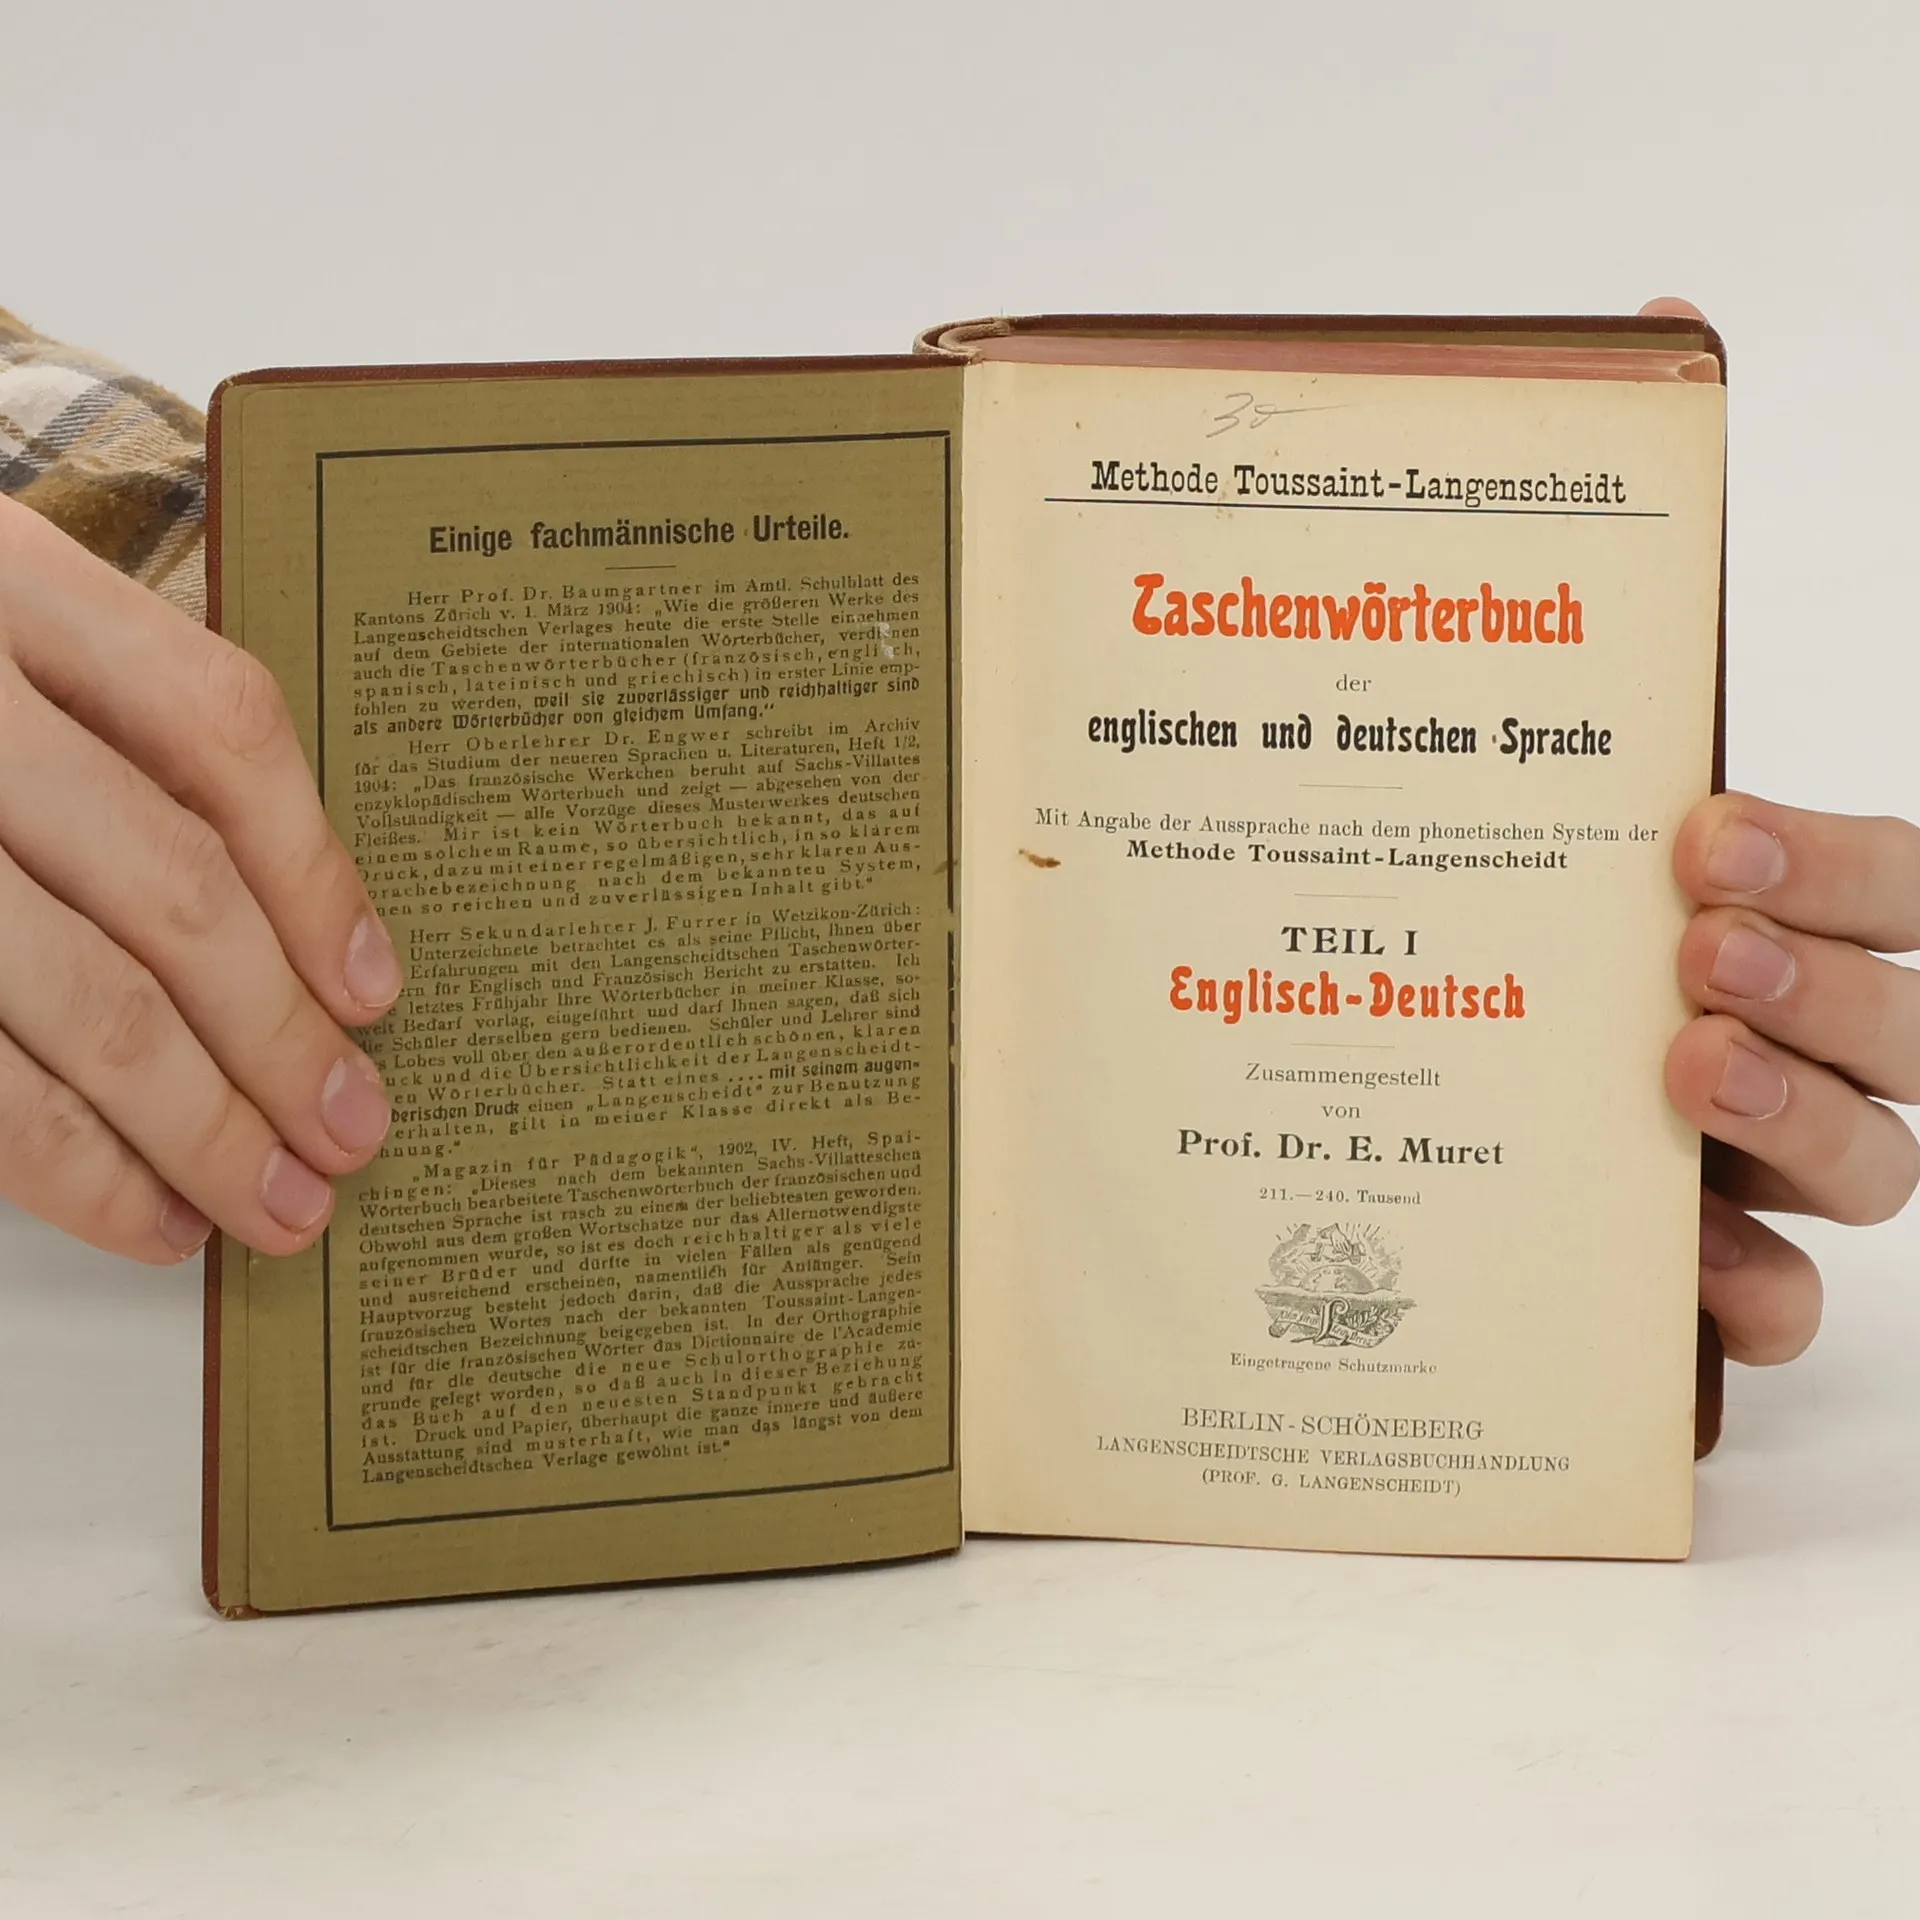 Einige fachmännische Urteile.
Herr Prof. Dr. Baumgartner im Amtl. Schulblatt des
Kantons Zürich v. 1. März 1904: „Wie die größeren Werke des
Langenscheidtschen Verlages heute die erste Stelle einnehmen
auf dem Gebiete der internationalen Wörterbücher, verdienen
auch die Taschenwörterbücher (französisch, englisch,
spanisch, lateinisch und griechisch) in erster Linie emp-
fohlen zu werden, weil sie zuverlässiger und reichhaltiger sind
als andere Wörterbücher von gleichem Umfang.“
Herr Oberlehrer Dr. Engwer schreibt im Archiv
für das Studium der neueren Sprachen u. Literaturen, Heft 1/2,
1904: „Das französische Werkchen beruht auf Sachs-Villattes
enzyklopädischem Wörterbuch und zeigt — abgesehen von der
Vollständigkeit — alle Vorzüge dieses Musterwerkes deutschen
Fleißes. Mir ist kein Wörterbuch bekannt, das auf
einem solchem Raume, so übersichtlich, in so klarem
Druck, dazu mit einer regelmäßigen, sehr klaren Aus-
prachebezeichnung nach dem bekannten System,
nen so reichen und zuverlässigen Inhalt gibt.“
Herr Sekundarlehrer J. Furrer in Wetzikon-Zürich:
Unterzeichnete betrachtet es als seine Pflicht, Ihnen über
Erfahrungen mit den Langenscheidtschen Taschenwörter-
ern für Englisch und Französisch Bericht zu erstatten. Ich
letztes Frühjahr Ihre Wörterbücher in meiner Klasse, so-
weit Bedarf vorlag, eingeführt und darf Ihnen sagen, daß sich
die Schüler derselben gern bedienen. Schüler und Lehrer sind
s Lobes voll über den außerordentlich schönen, klaren
uck und die Übersichtlichkeit der Langenscheidt-
en Wörterbücher. Statt eines .... mit seinem augen-
berischen Druck einen „Langenscheidt“ zur Benutzung
erhalten, gilt in meiner Klasse direkt als Be-
hnung.“
„Magazin für Pädagogik“, 1902, IV. Heft, Spai-
chingen: „Dieses nach dem bekannten Sachs-Villatteschen
Wörterbuch bearbeitete Taschenwörterbuch der französischen und
deutschen Sprache ist rasch zu einem der beliebtesten geworden.
Obwohl aus dem großen Wortschatze nur das Allernotwendigste
aufgenommen wurde, so ist es doch reichhaltiger als viele
seiner Brüder und dürfte in vielen Fällen als genügend
und ausreichend erscheinen, namentlich für Anfänger. Sein
Hauptvorzug besteht jedoch darin, daß die Aussprache jedes
französischen Wortes nach der bekannten Toussaint-Langen-
scheidtschen Bezeichnung beigegeben ist. In der Orthographie
ist für die französischen Wörter das Dictionnaire de l'Académie
und für die deutsche die neue Schulorthographie zu-
grunde gelegt worden, so daß auch in dieser Beziehung
das Buch auf den neuesten Standpunkt gebracht
ist. Druck und Papier, überhaupt die ganze innere und äußere
Ausstattung sind musterhaft, wie man das längst von dem
Langenscheidtschen Verlage gewöhnt ist.“
Methode Toussaint-Langenscheidt
Taschenwörterbuch
der
englischen und deutschen Sprache
Mit Angabe der Aussprache nach dem phonetischen System der
Methode Toussaint-Langenscheidt
TEIL I
Englisch-Deutsch
Zusammengestellt
von
Prof. Dr. E. Muret
211.—240. Tausend
L
Eingetragene Schutzmarke
BERLIN-SCHÖNEBERG
LANGENSCHEIDTSCHE VERLAGSBUCHHANDLUNG
(PROF. G. LANGENSCHEIDT)